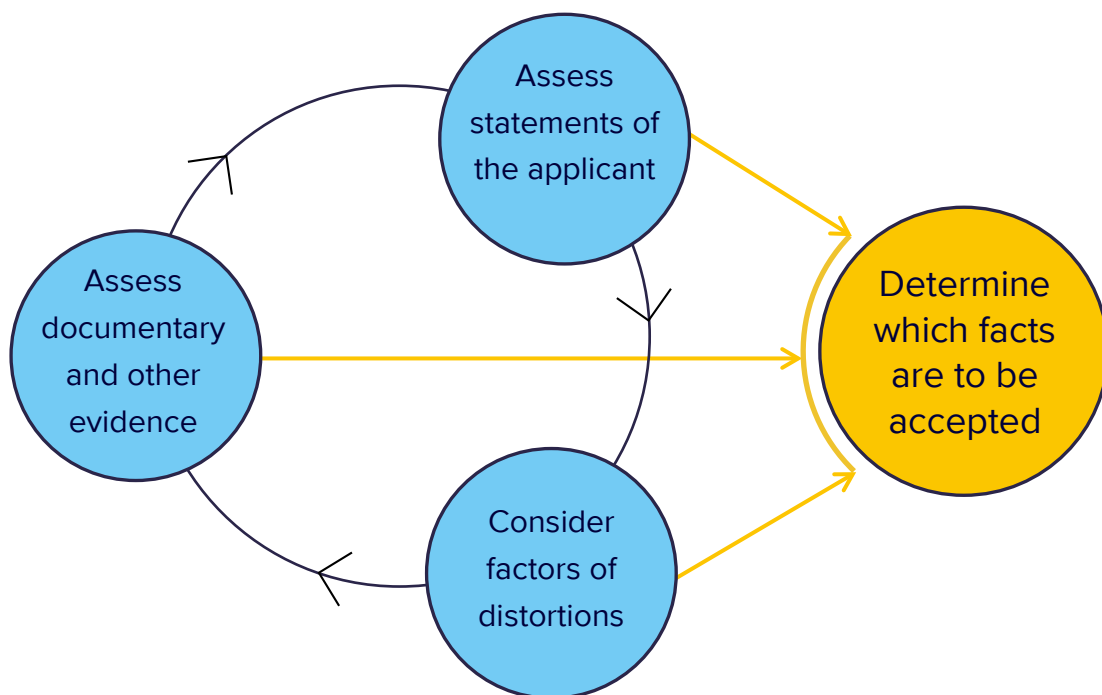 Assess
statements of
the applicant
Assess
documentary
and other
evidence
Consider
factors of
distortions
Determine
which facts
are to be
accepted